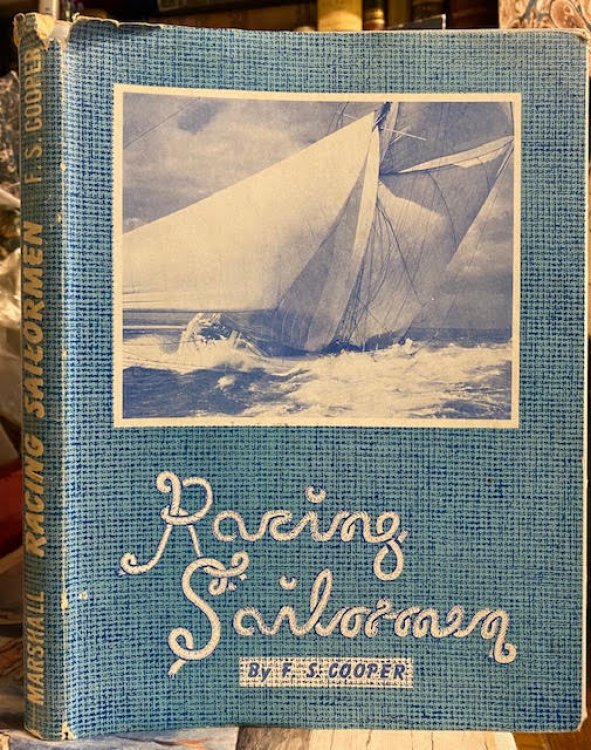 MARSHALL RACING SAILORMEN F. S. COOPER
Racing
Sailormen
By F. S. COOPER